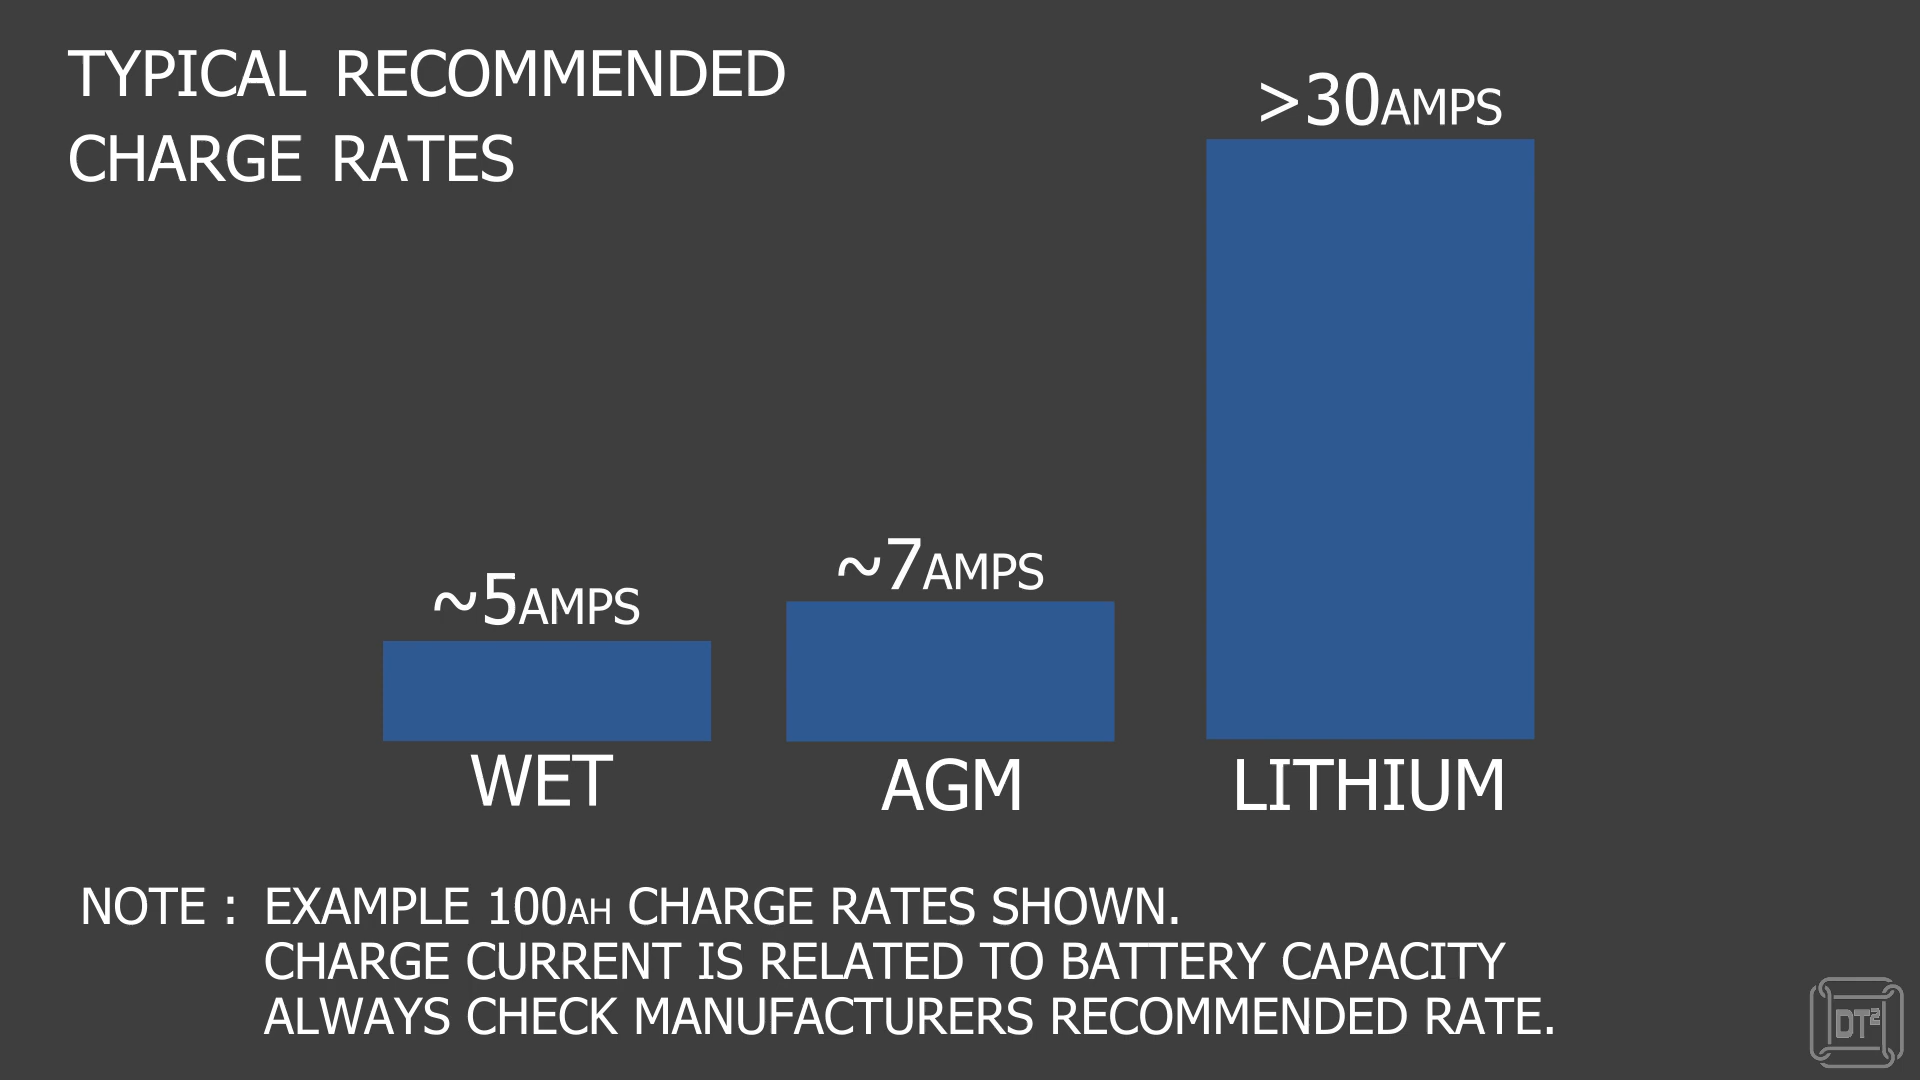 TYPICAL RECOMMENDED
CHARGE RATES
>30AMPS
~7AMPS
~5AMPS
WET
AGM
LITHIUM
NOTE : EXAMPLE 100AH CHARGE RATES SHOWN.
CHARGE CURRENT IS RELATED TO BATTERY CAPACITY
ALWAYS CHECK MANUFACTURERS RECOMMENDED RATE.
DT²